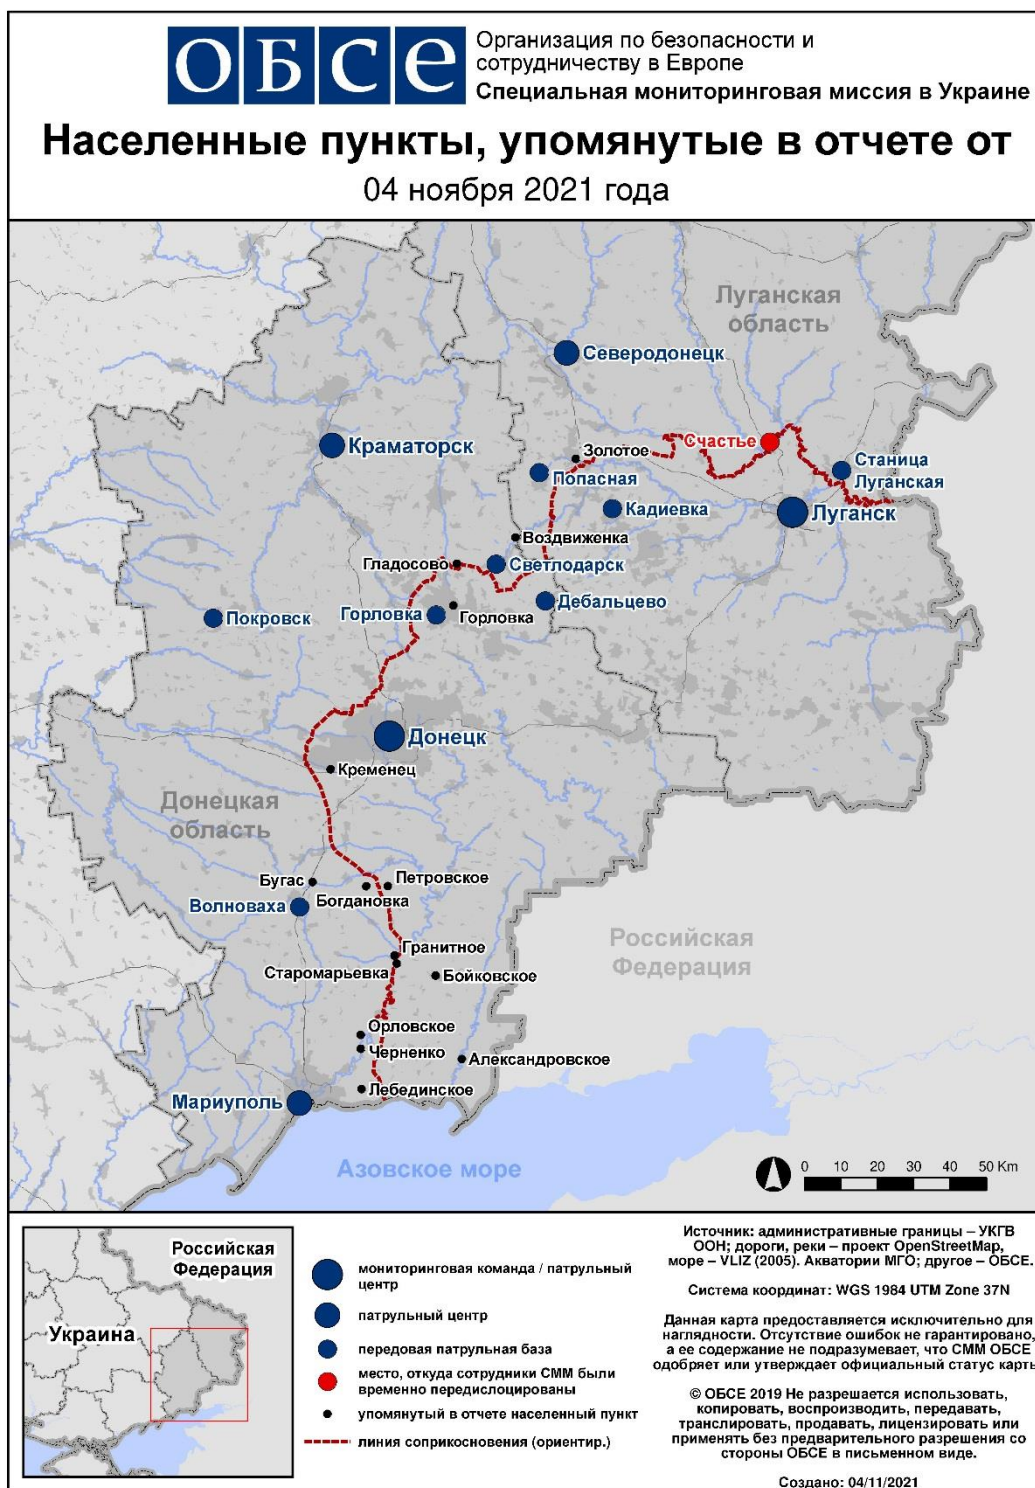 ОБСЕ
Организация по безопасности и
сотрудничеству в Европе
Специальная мониторинговая миссия в Украине
Населенные пункты, упомянутые в отчете от
04 ноября 2021 года
Луганская
область
Северодонецк
Краматорск
Счастье
Золотое
Станица
Луганская
Попасная
Кадиевка
Луганск
Воздвиженка
Гладосово
Светлодарск
Дебальцево
Горловка
Горловка
Покровск
Донецк
Кременец
Донецкая
область
Бугас
Петровское
Богдановка
Волноваха
Гранитное
Российская
Федерация
Старомарьевка
Бойковское
Орловское
Черненко
Александровское
Лебединское
Мариуполь
Азовское море
0 10 20 30 40 50 Km
Российская
Федерация
Украина
мониторинговая команда / патрульный
центр
патрульный центр
передовая патрульная база
место, откуда сотрудники СММ были
временно передислоцированы
упомянутый в отчете населенный пункт
линия соприкосновения (ориентир.)
Источник: административные границы – УКГВ
ООН; дороги, реки – проект OpenStreetMap,
море – VLIZ (2005). Акватории МГО; другое – ОБСЕ.
Система координат: WGS 1984 UTM Zone 37N
Данная карта предоставляется исключительно для
наглядности. Отсутствие ошибок не гарантировано,
а ее содержание не подразумевает, что СММ ОБСЕ
одобряет или утверждает официальный статус карты
© ОБСЕ 2019 Не разрешается использовать,
копировать, воспроизводить, передавать,
транслировать, продавать, лицензировать или
применять без предварительного разрешения со
стороны ОБСЕ в письменном виде.
Создано: 04/11/2021